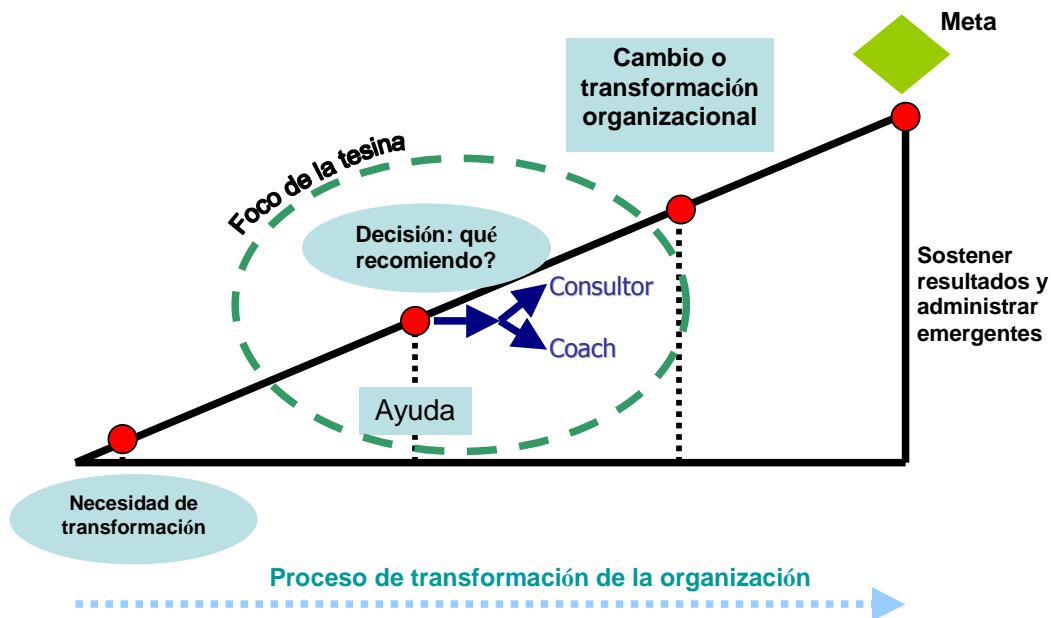 Meta
Cambio o
transformación
organizacional
Foco de la tesina
Decisión: qué
recomiendo?
Consultor
Coach
Sostener
resultados y
administrar
emergentes
Ayuda
Necesidad de
transformación
Proceso de transformación de la organización